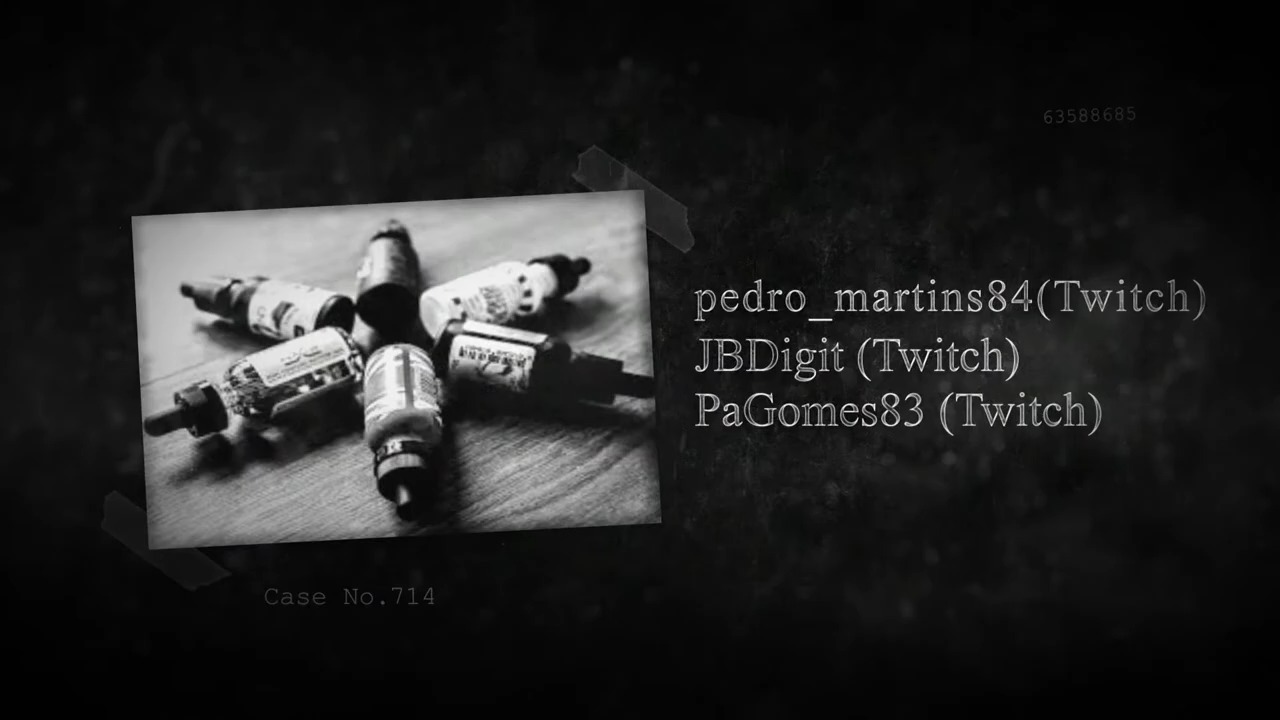 63588685
pedro_martins84(Twitch)
JBDigit (Twitch)
PaGomes83 (Twitch)
Case No.714